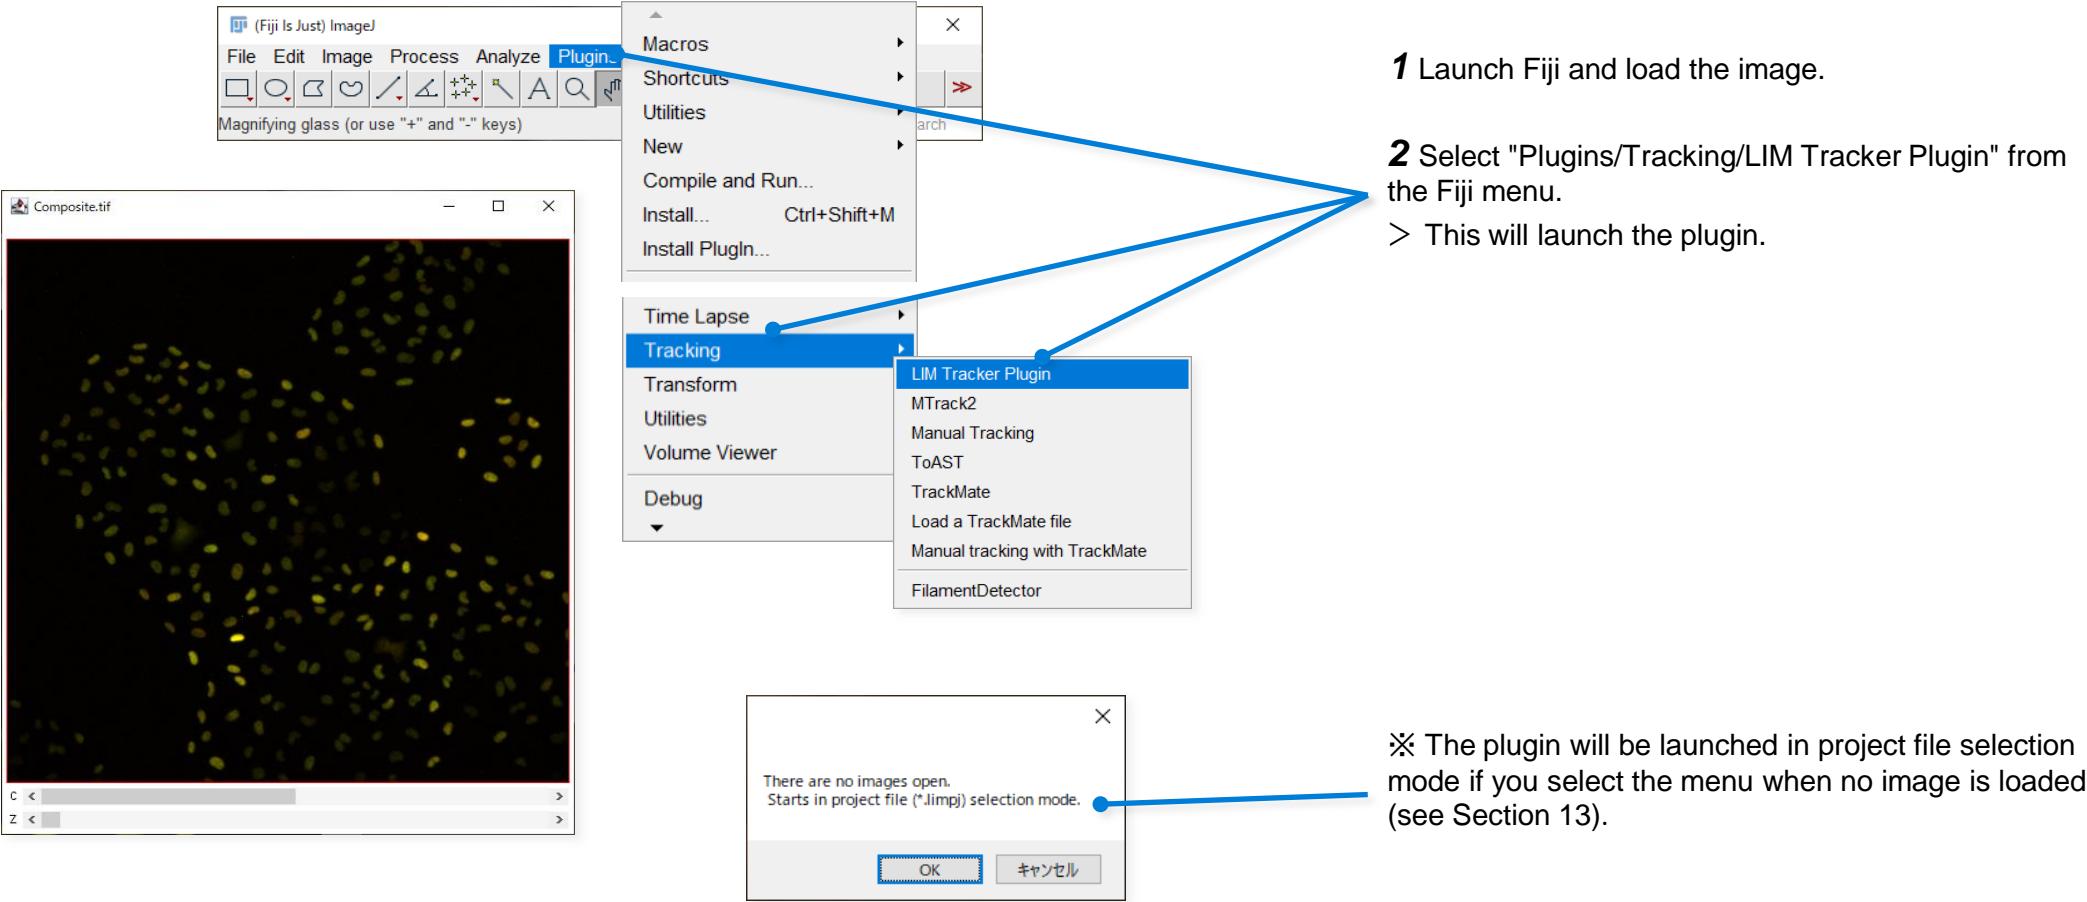 (Fiji Is Just) ImageJ
File Edit Image Process Analyze Plugins
Magnifying glass (or use "+" and "-" keys)
Macros
Shortcuts
Utilities
New
Compile and Run...
Install... Ctrl+Shift+M
Install PlugIn...
Time Lapse
Tracking
Transform
Utilities
Volume Viewer
Debug
LIM Tracker Plugin
MTrack2
Manual Tracking
ToAST
TrackMate
Load a TrackMate file
Manual tracking with TrackMate
FilamentDetector
Composite.tif
C
Z
1 Launch Fiji and load the image.
2 Select "Plugins/Tracking/LIM Tracker Plugin" from
the Fiji menu.
> This will launch the plugin.
There are no images open.
Starts in project file (*.limpj) selection mode.
OK キャンセル
※ The plugin will be launched in project file selection
mode if you select the menu when no image is loaded
(see Section 13).